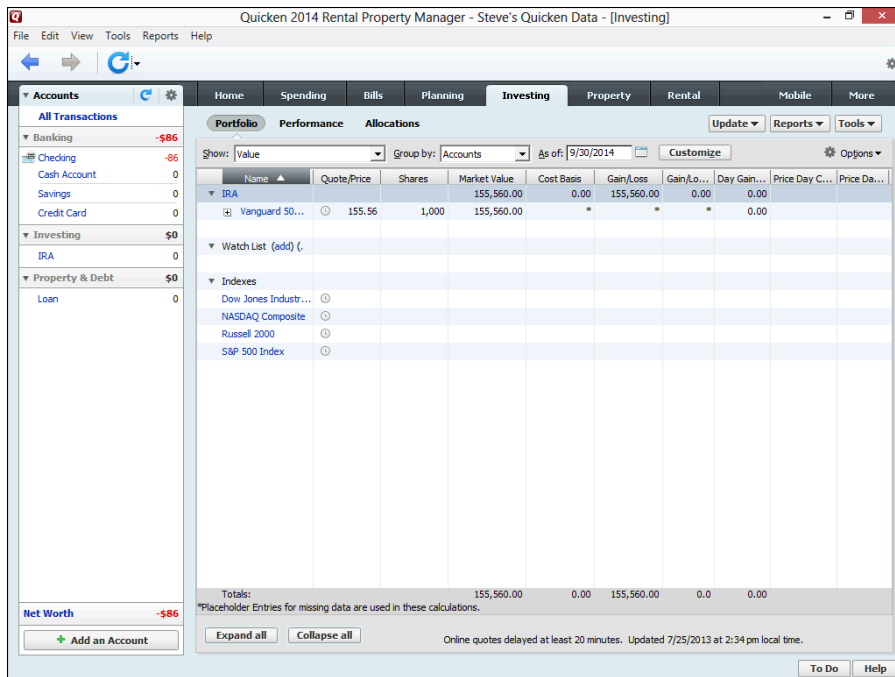 Quicken 2014 Rental Property Manager - Steve's Quicken Data - [Investing]
File Edit View Tools Reports Help
Accounts
All Transactions
Banking -$86
Checking -86
Cash Account 0
Savings 0
Credit Card 0
Investing $0
IRA 0
Property & Debt $0
Loan 0
Net Worth -$86
Add an Account
Home Spending Bills Planning Investing Property Rental Mobile More
Portfolio Performance Allocations Update Reports Tools
Show: Value Group by: Accounts As of: 9/30/2014 Customize Options
Name Quote/Price Shares Market Value Cost Basis Gain/Loss Gain/Lo... Day Gain... Price Day C... Price Da...
IRA 155,560.00 0.00 155,560.00 0.00 0.00
Vanguard 50... 155.56 1,000 155,560.00 * * * 0.00
Watch List (add) (.
Indexes
Dow Jones Industr...
NASDAQ Composite
Russell 2000
S&P 500 Index
Totals: 155,560.00 0.00 155,560.00 0.0 0.00
*Placeholder Entries for missing data are used in these calculations.
Expand all Collapse all Online quotes delayed at least 20 minutes. Updated 7/25/2013 at 2:34 pm local time.
To Do Help